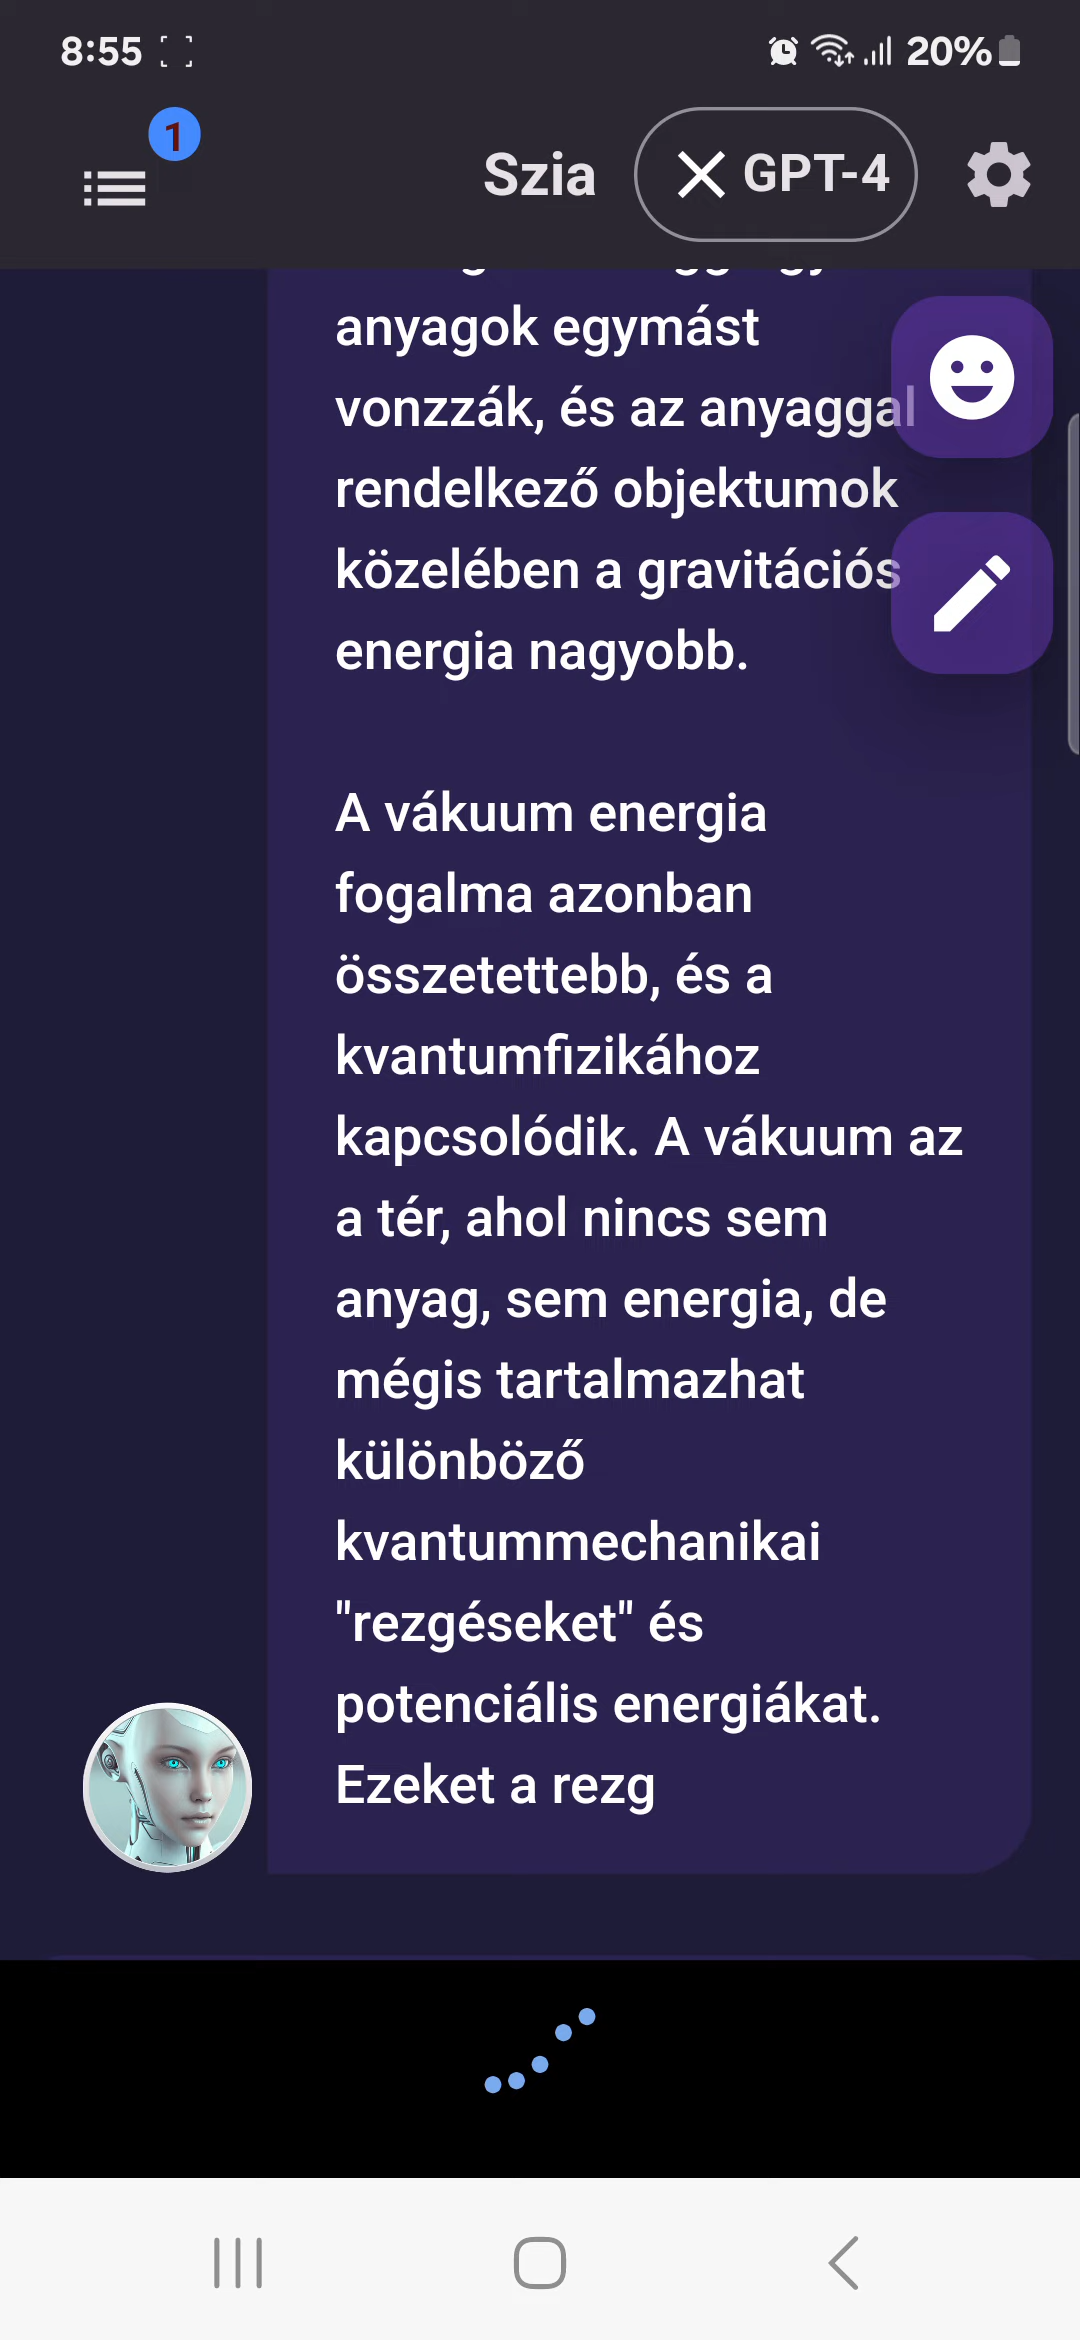 8:55
20%
1
Szia
GPT-4
anyagok egymást
vonzzák, és az anyaggal
rendelkező objektumok
közelében a gravitációs
energia nagyobb.
A vákuum energia
fogalma azonban
összetettebb, és a
kvantumfizikához
kapcsolódik. A vákuum az
a tér, ahol nincs sem
anyag, sem energia, de
mégis tartalmazhat
különböző
kvantummechanikai
"rezgéseket" és
potenciális energiákat.
Ezeket a rezg